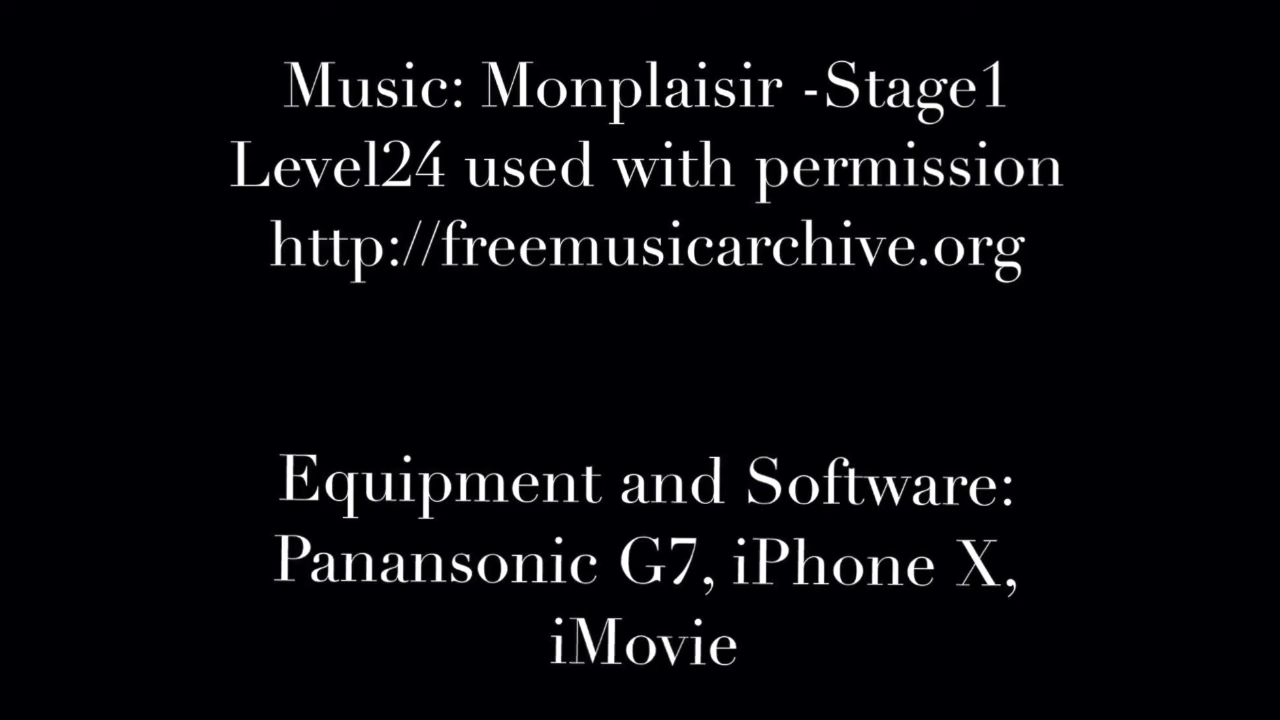 Music: Monplaisir -Stage1
Level24 used with permission
http://freemusicarchive.org
Equipment and Software:
Panansonic G7, iPhone X,
iMovie